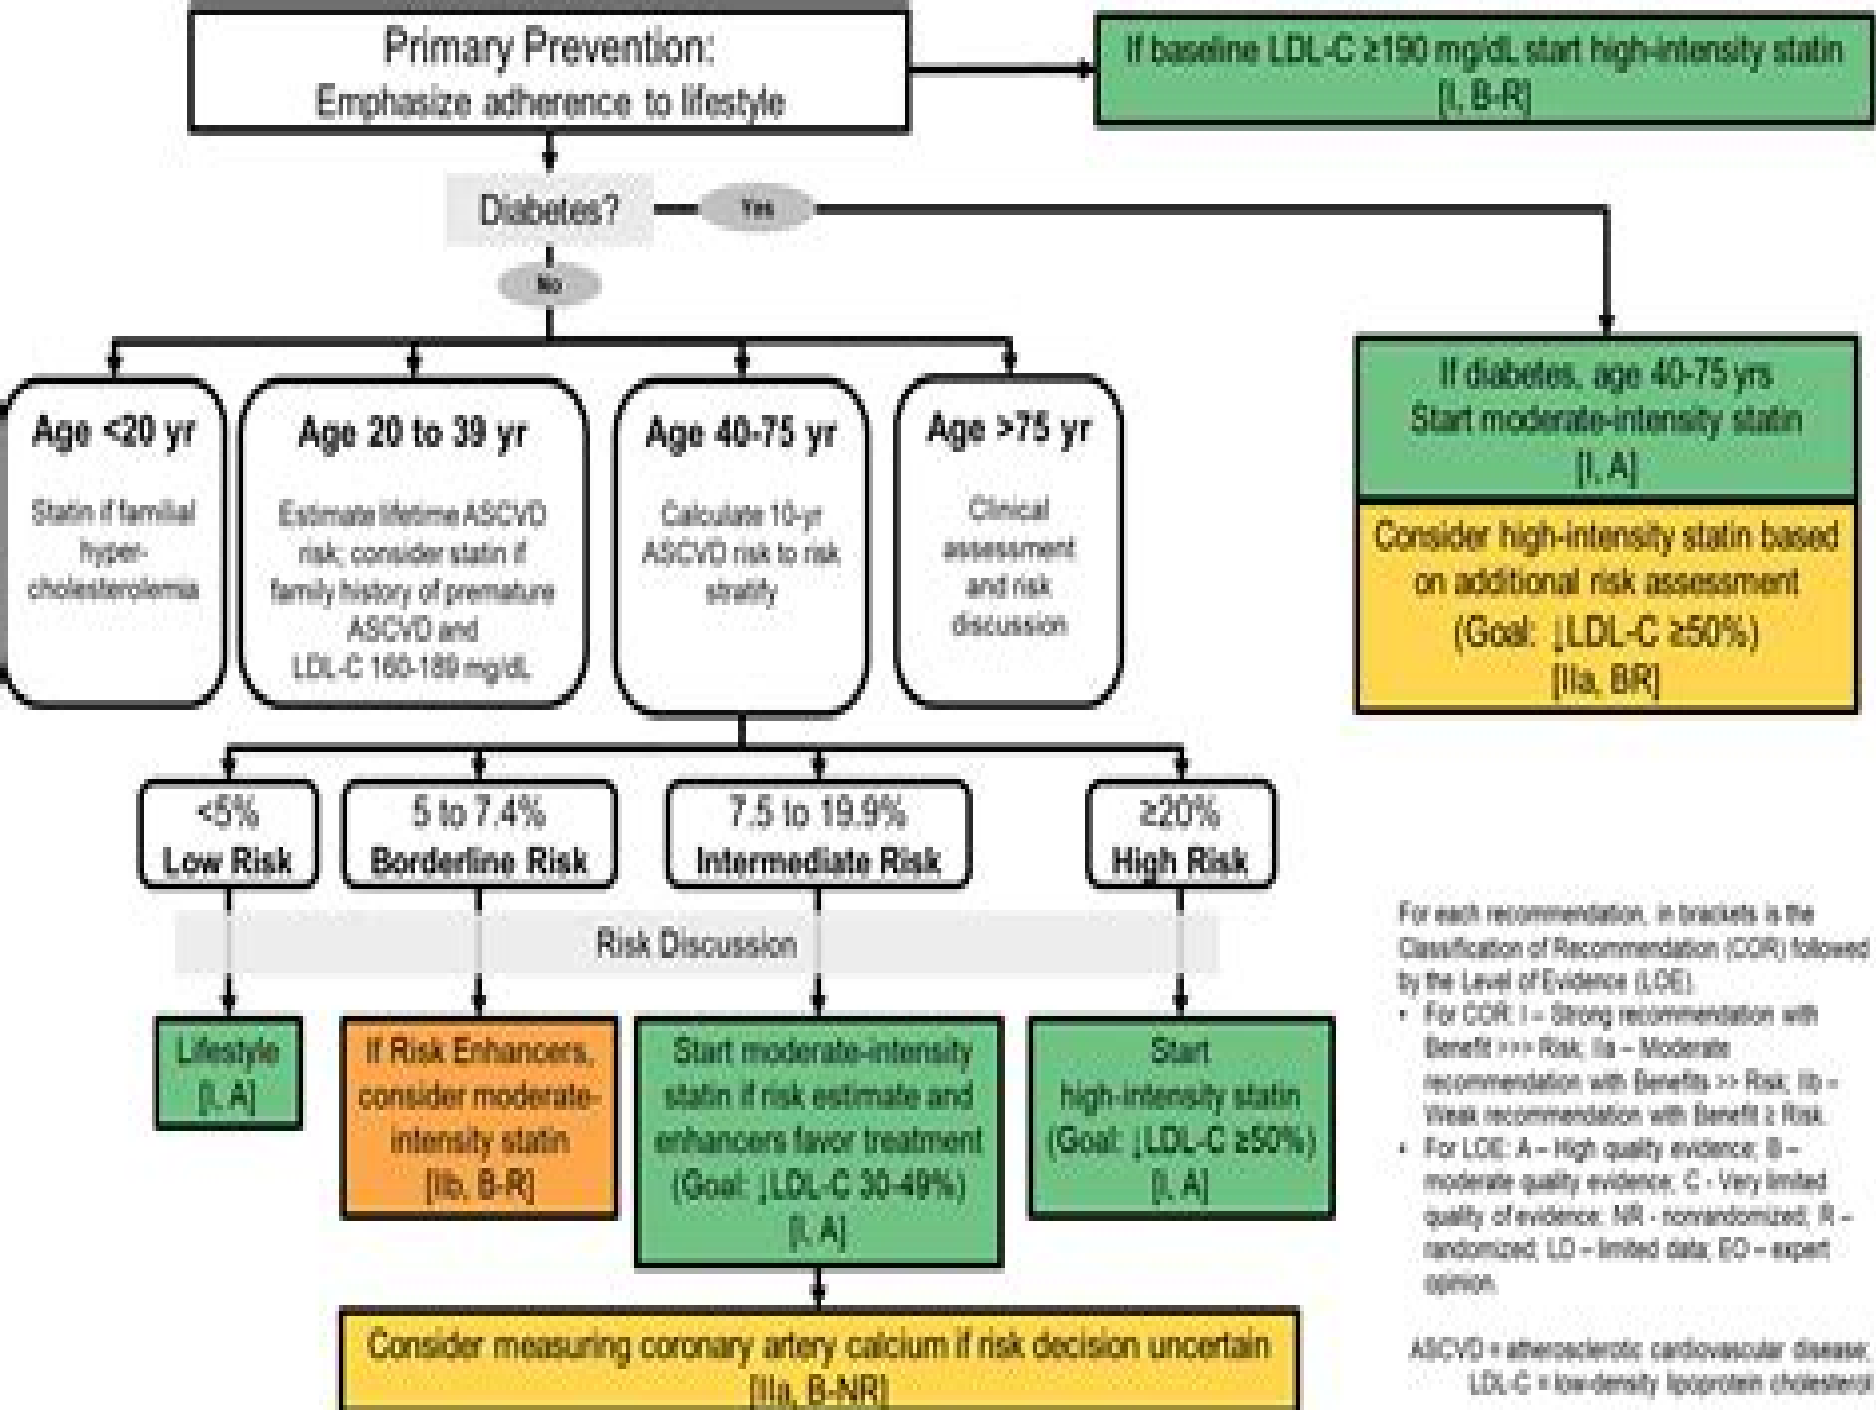 Primary Prevention:
Emphasize adherence to lifestyle
If baseline LDL-C ≥190 mg/dL start high-intensity statin
[I, B-R]
Diabetes?
Yes
No
Age <20 yr
Statin if familial
hyper-
cholesterolemia
Age 20 to 39 yr
Estimate lifetime ASCVD
risk; consider statin if
family history of premature
ASCVD and
LDL-C 160-189 mg/dL
Age 40-75 yr
Calculate 10-yr
ASCVD risk to risk
stratify
Age >75 yr
Clinical
assessment
and risk
discussion
If diabetes, age 40-75 yrs
Start moderate-intensity statin
[I, A]
Consider high-intensity statin based
on additional risk assessment
(Goal: ↓LDL-C ≥50%)
[IIa, BR]
<5%
Low Risk
5 to 7.4%
Borderline Risk
7.5 to 19.9%
Intermediate Risk
≥20%
High Risk
Risk Discussion
Lifestyle
[I, A]
If Risk Enhancers,
consider moderate-
intensity statin
[IIb, B-R]
Start moderate-intensity
statin if risk estimate and
enhancers favor treatment
(Goal: ↓LDL-C 30-49%)
[I, A]
Start
high-intensity statin
(Goal: ↓LDL-C ≥50%)
[I, A]
Consider measuring coronary artery calcium if risk decision uncertain
[IIa, B-NR]
For each recommendation, in brackets is the
Classification of Recommendation (COR) followed
by the Level of Evidence (LOE).
• For COR: I – Strong recommendation with
Benefit >>> Risk; IIa – Moderate
recommendation with Benefits >> Risk; IIb –
Weak recommendation with Benefit ≥ Risk.
• For LOE: A – High quality evidence; B –
moderate quality evidence; C - Very limited
quality of evidence; NR - nonrandomized; R –
randomized; LD – limited data; EO – expert
opinion.
ASCVD = atherosclerotic cardiovascular disease;
LDL-C = low-density lipoprotein cholesterol